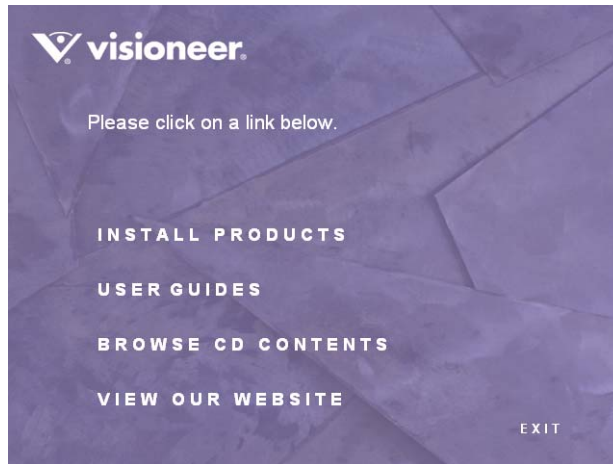 visioneer®
Please click on a link below.
INSTALL PRODUCTS
USER GUIDES
BROWSE CD CONTENTS
VIEW OUR WEBSITE
EXIT